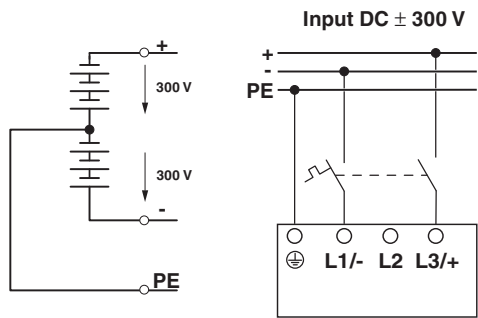 Input DC ± 300 V
+
300 V
300 V
-
PE
+
-
PE
L1/- L2 L3/+